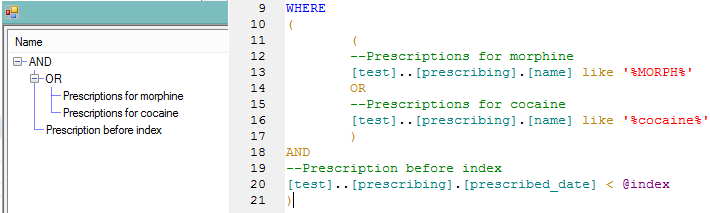 Name
AND
OR
Prescriptions for morphine
Prescriptions for cocaine
Prescription before index
9 WHERE
10 (
11 (
12 --Prescriptions for morphine
13 [test]..[prescribing].[name] like '%MORPH%'
14 OR
15 --Prescriptions for cocaine
16 [test]..[prescribing].[name] like '%cocaine%'
17 )
18 AND
19 --Prescription before index
20 [test]..[prescribing].[prescribed_date] < @index
21 )